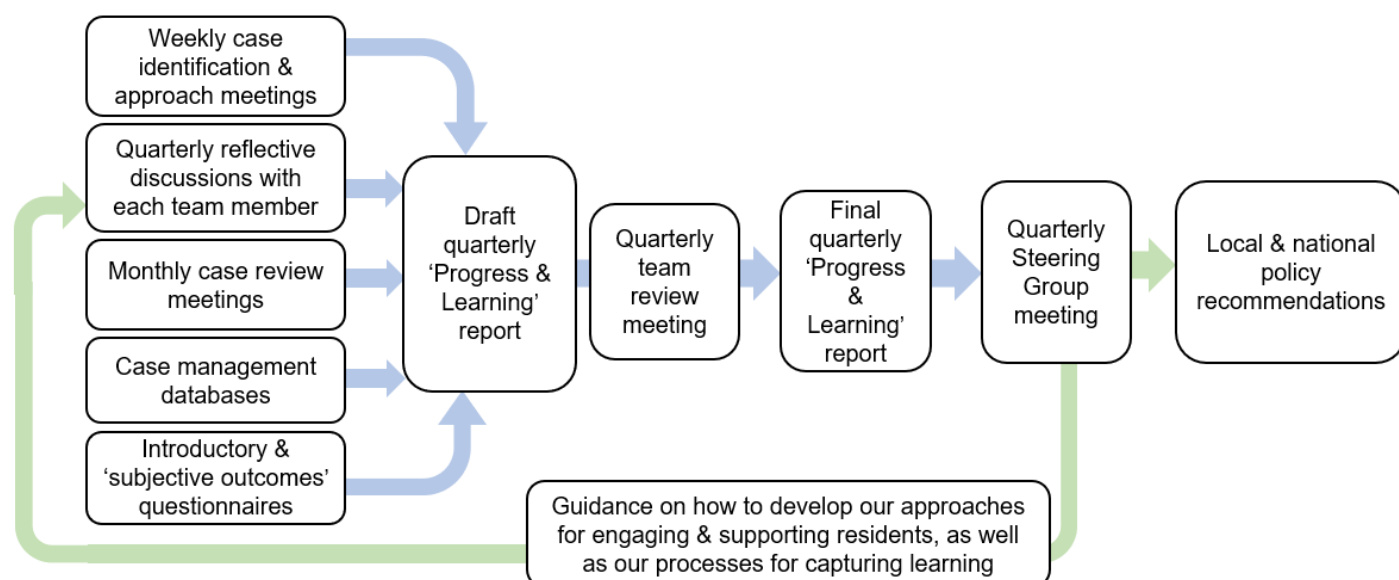 Weekly case
identification &
approach meetings
Quarterly reflective
discussions with
each team member
Monthly case review
meetings
Case management
databases
Introductory &
‘subjective outcomes’
questionnaires
Draft
quarterly
‘Progress &
Learning’
report
Quarterly
team
review
meeting
Final
quarterly
‘Progress
&
Learning’
report
Quarterly
Steering
Group
meeting
Local & national
policy
recommendations
Guidance on how to develop our approaches
for engaging & supporting residents, as well
as our processes for capturing learning